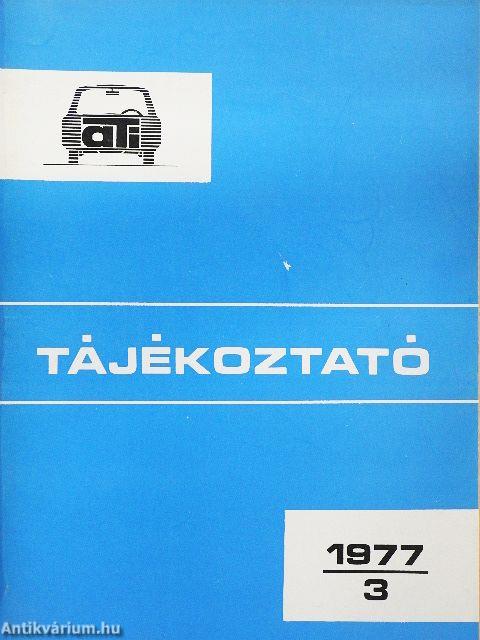 aTi
TÁJÉKOZTATÓ
1977
3
Antikvárium.hu